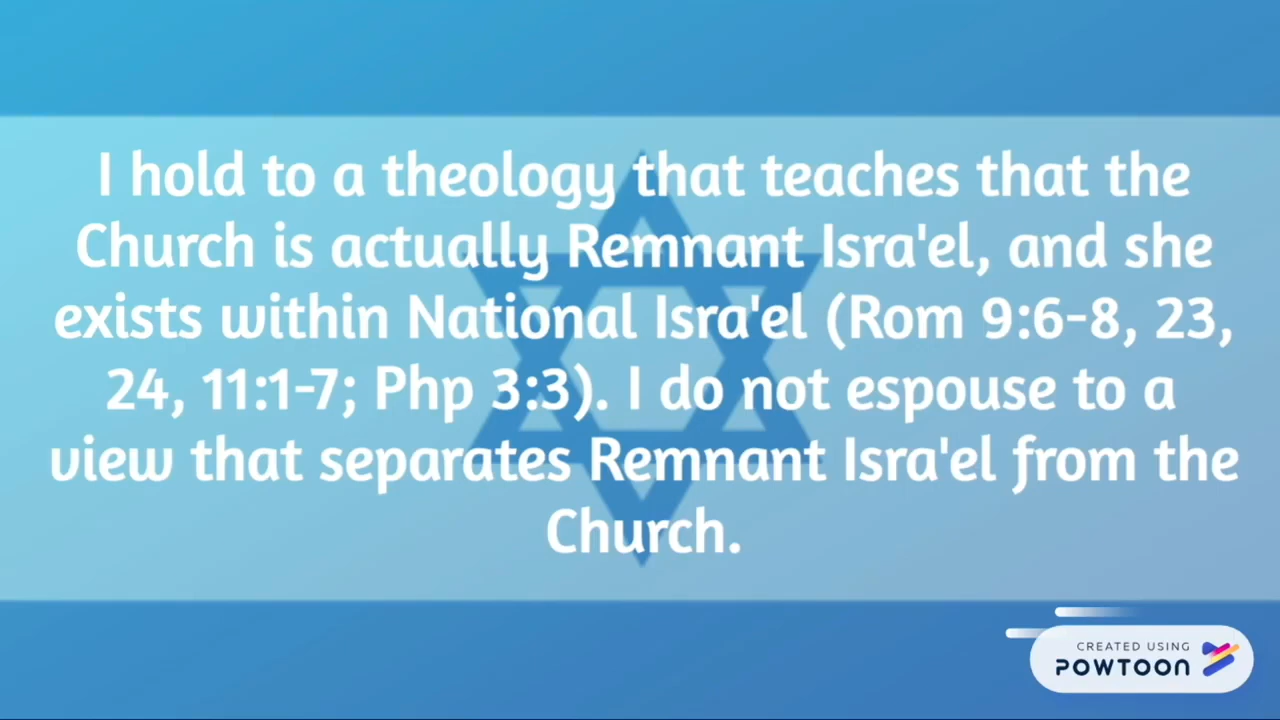 I hold to a theology that teaches that the
Church is actually Remnant Isra'el, and she
exists within National Isra'el (Rom 9:6-8, 23,
24, 11:1-7; Php 3:3). I do not espouse to a
view that separates Remnant Isra'el from the
Church.
CREATED USING
POWTOON